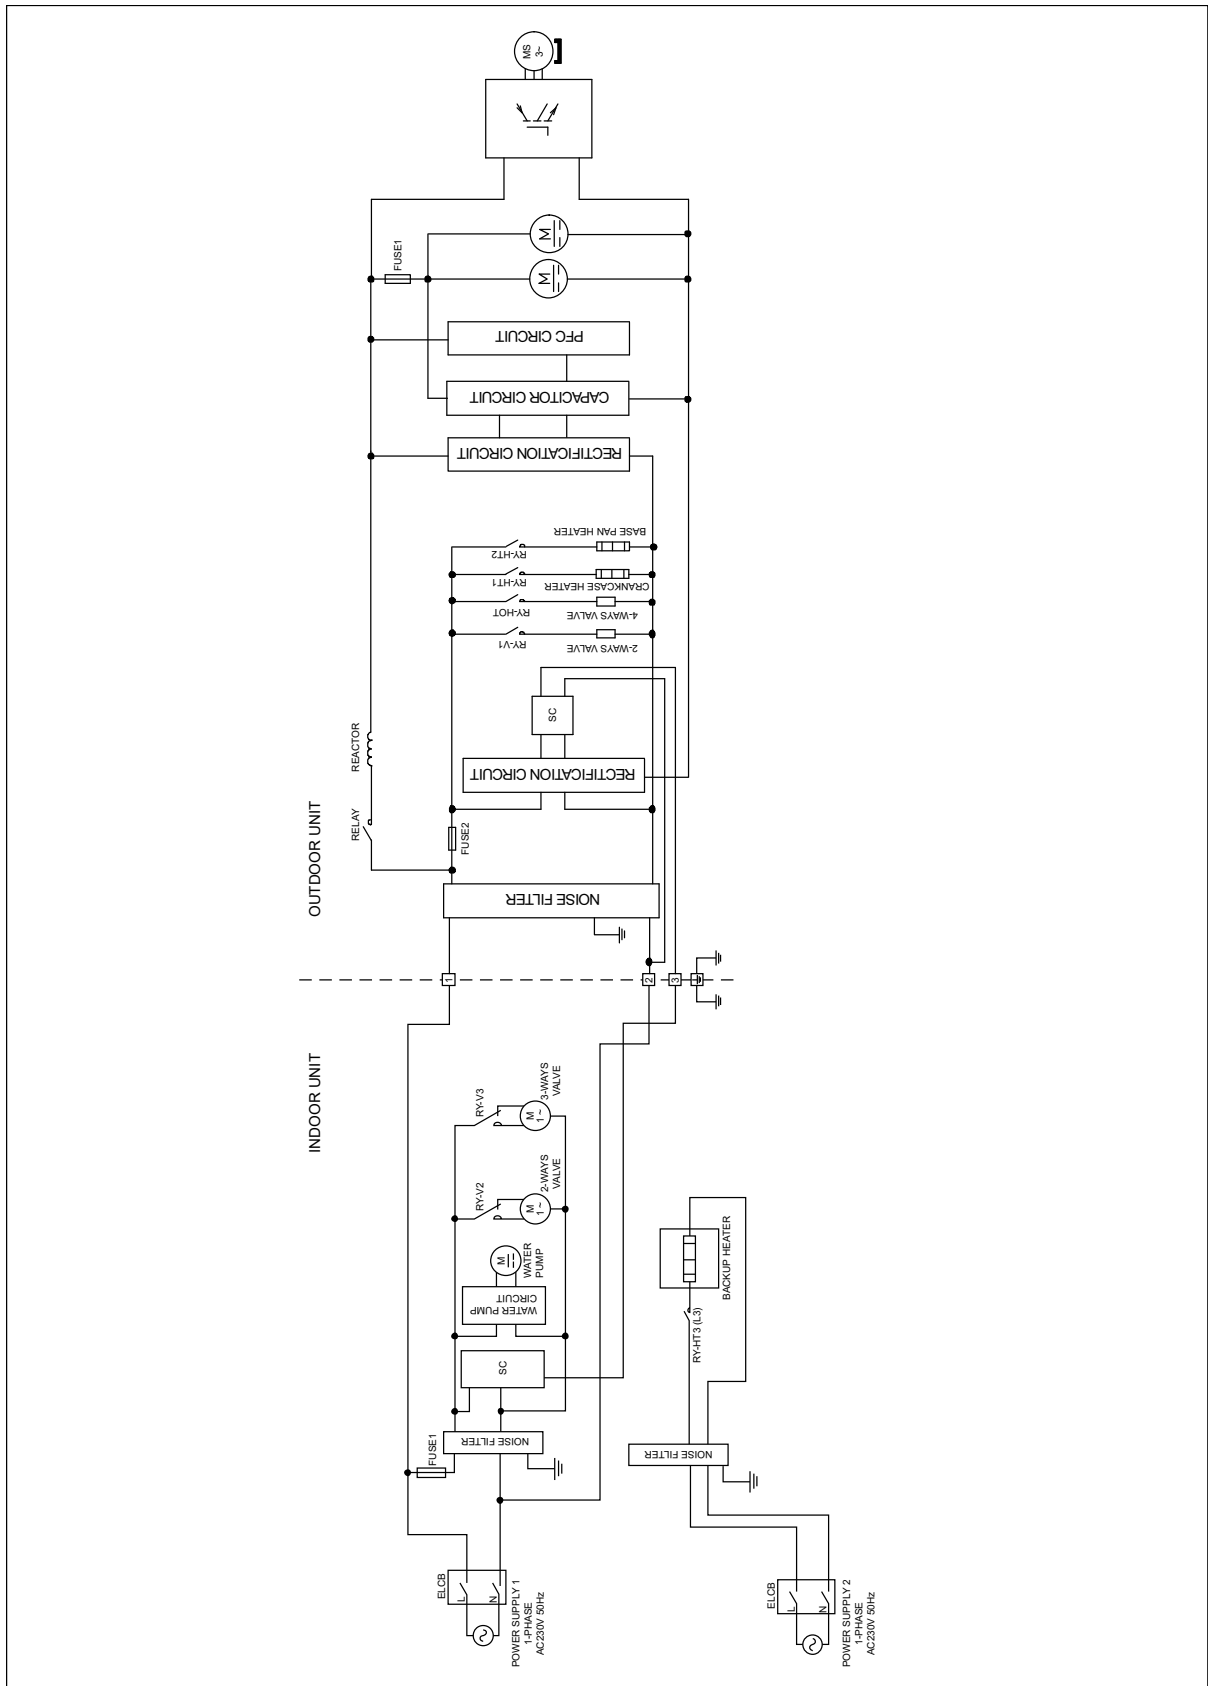 MS
3~
FUSE1
M
M
PFC CIRCUIT
CAPACITOR CIRCUIT
RECTIFICATION CIRCUIT
BASE PAN HEATER
RY-HT2
CRANKCASE HEATER
RY-HT1
4-WAYS VALVE
RY-HOT
2-WAYS VALVE
RY-V1
SC
RECTIFICATION CIRCUIT
REACTOR
RELAY
FUSE2
OUTDOOR UNIT
NOISE FILTER
1
2
3
INDOOR UNIT
RY-V3
M
1~
3-WAYS
VALVE
RY-V2
M
1~
2-WAYS
VALVE
M
WATER
PUMP
WATER PUMP
CIRCUIT
SC
FUSE1
NOISE FILTER
ELCB
L
N
POWER SUPPLY 1
1-PHASE
AC230V 50Hz
BACKUP HEATER
RY-HT3 (L3)
NOISE FILTER
ELCB
L
N
POWER SUPPLY 2
1-PHASE
AC230V 50Hz